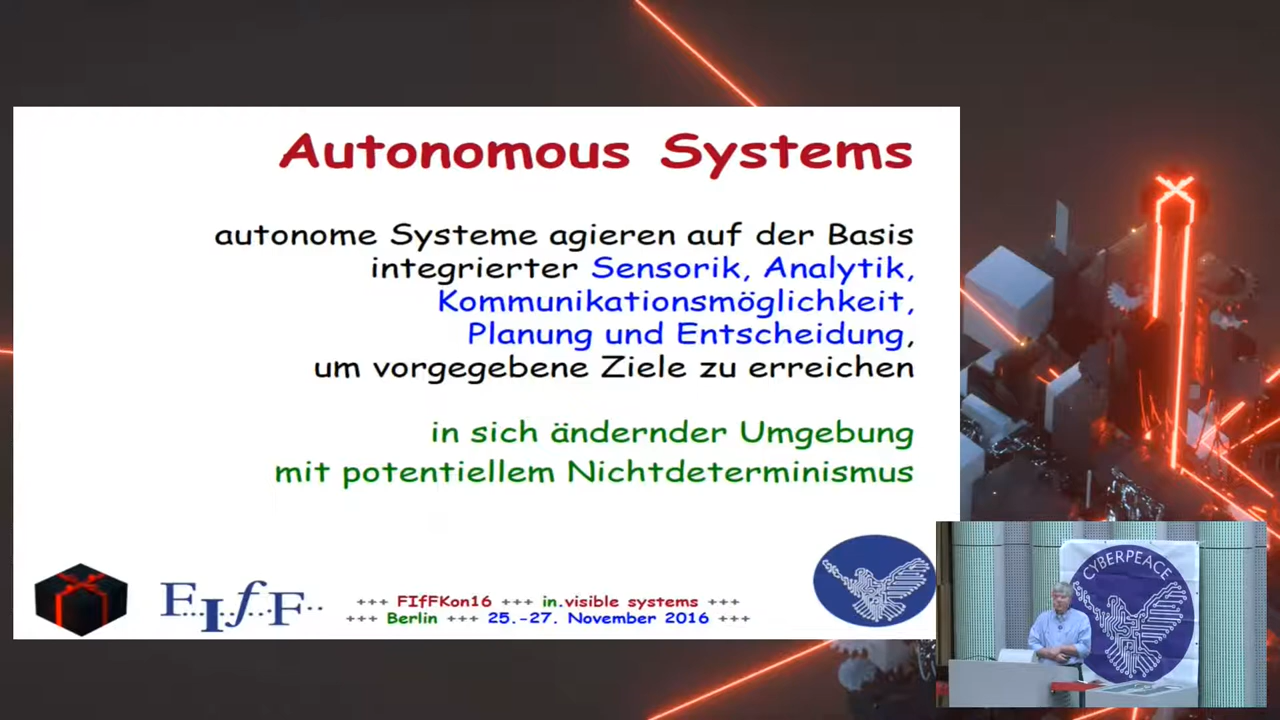 Autonomous Systems
autonome Systeme agieren auf der Basis
integrierter Sensorik, Analytik,
Kommunikationsmöglichkeit,
Planung und Entscheidung,
um vorgegebene Ziele zu erreichen
in sich ändernder Umgebung
mit potentiellem Nichtdeterminismus
F..I..f..F..
+++ FIfFKon16 +++ in.visible systems +++
+++ Berlin +++ 25.-27. November 2016 +++
CYBERPEACE